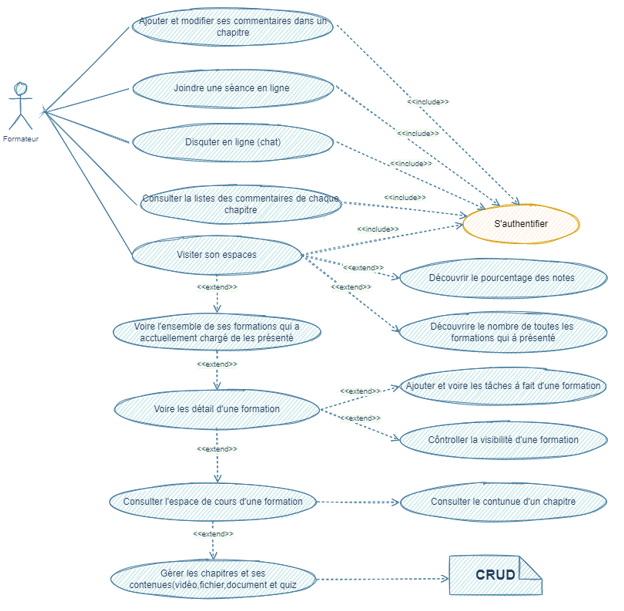 Ajouter et modifier ses commentaires dans un
chapitre
Joindre une séance en ligne
<<include>>
<<include>>
Formateur
Disquter en ligne (chat)
<<include>>
Consulter la listes des commentaires de chaque
chapitre
<<include>>
S'authentifier
<<include>>
Visiter son espaces
<<extend>>
Découvrir le pourcentage des notes
<<extend>>
<<extend>>
Voire l'ensemble de ses formations qui a
acctuellement chargé de les présenté
Découvrire le nombre de toutes les
formations qui à présenté
<<extend>>
Ajouter et voire les tâches à fait d'une formation
<<extend>>
Voire les détail d'une formation
<<extend>>
Côntroller la visibilité d'une formation
<<extend>>
Consulter l'espace de cours d'une formation
Consulter le contunue d'un chapitre
<<extend>>
Gérer les chapitres et ses
contenues(vidéo,fichier,document et quiz
CRUD